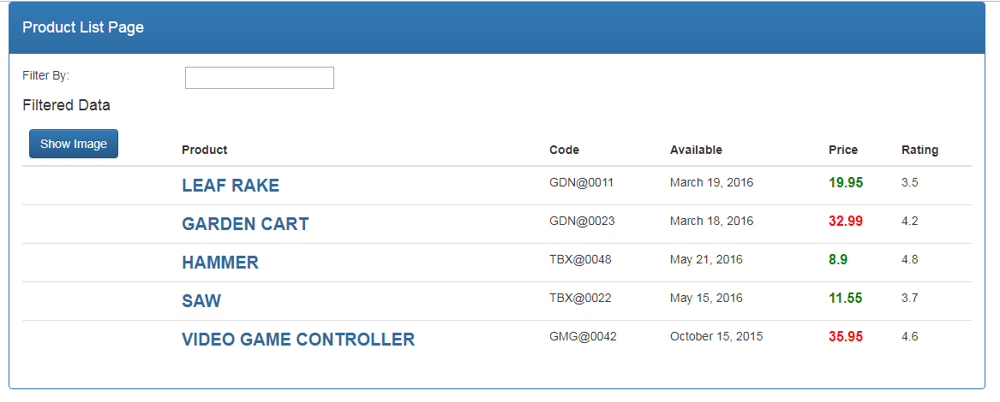 Product List Page
Filter By:
Filtered Data
Show Image Product Code Available Price Rating
LEAF RAKE GDN@0011 March 19, 2016 19.95 3.5
GARDEN CART GDN@0023 March 18, 2016 32.99 4.2
HAMMER TBX@0048 May 21, 2016 8.9 4.8
SAW TBX@0022 May 15, 2016 11.55 3.7
VIDEO GAME CONTROLLER GMG@0042 October 15, 2015 35.95 4.6